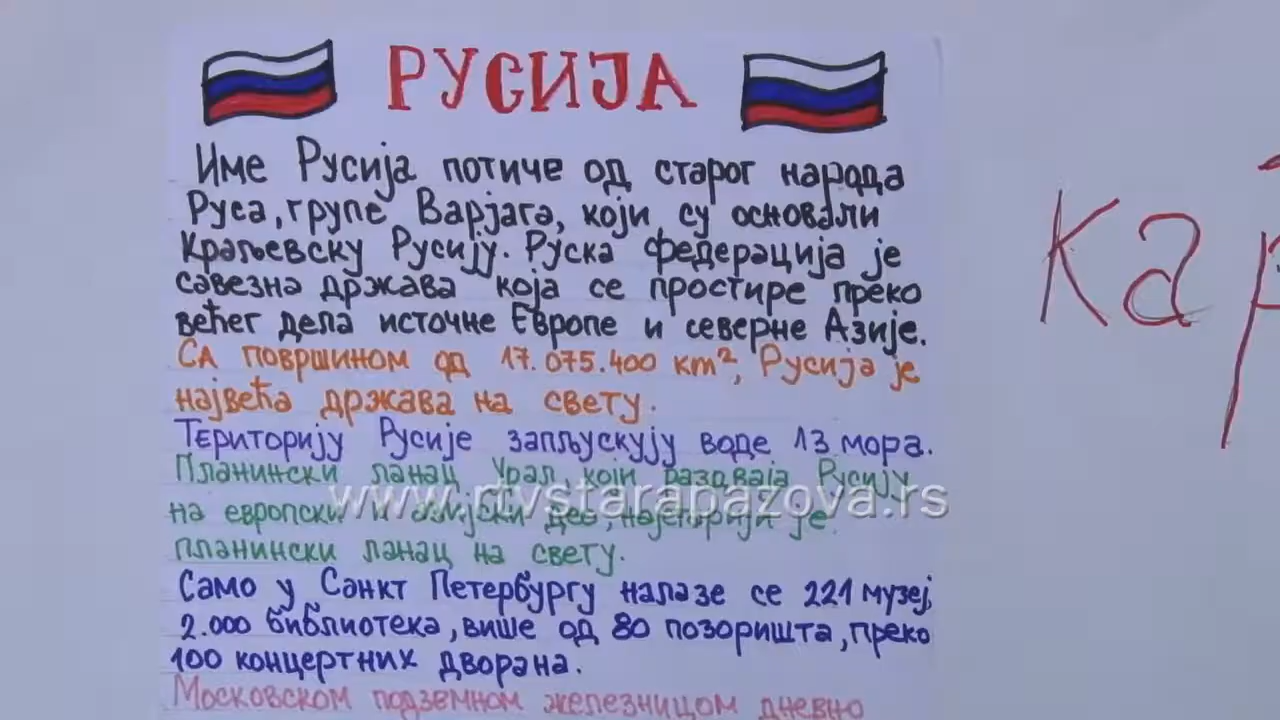 РУСИЈА
Име Русија потиче од старог народа
Руса, групе Варјага, који су основали
Краљевску Русију. Руска федерација је
савезна држава која се простире преко
већег дела источне Европе и северне Азије.
Са површином од 17.075.400 km², Русија је
највећа држава на свету.
Територију Русије запљускују воде 13 мора.
Планински ланац Урал, који раздваја Русију
www.rtvstarapazova.rs
на европски и азијски део, најстарији је
планински ланац на свету.
Само у Санкт Петербургу налазе се 221 музеј,
2.000 библиотека, више од 80 позоришта, преко
100 концертних дворана.
Московском подземном железницом дневно